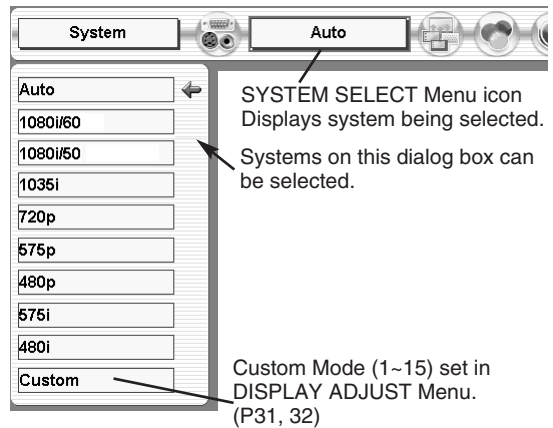 System
Auto
Auto
1080i/60
1080i/50
1035i
720p
575p
480p
575i
480i
Custom
SYSTEM SELECT Menu icon
Displays system being selected.
Systems on this dialog box can
be selected.
Custom Mode (1~15) set in
DISPLAY ADJUST Menu.
(P31, 32)